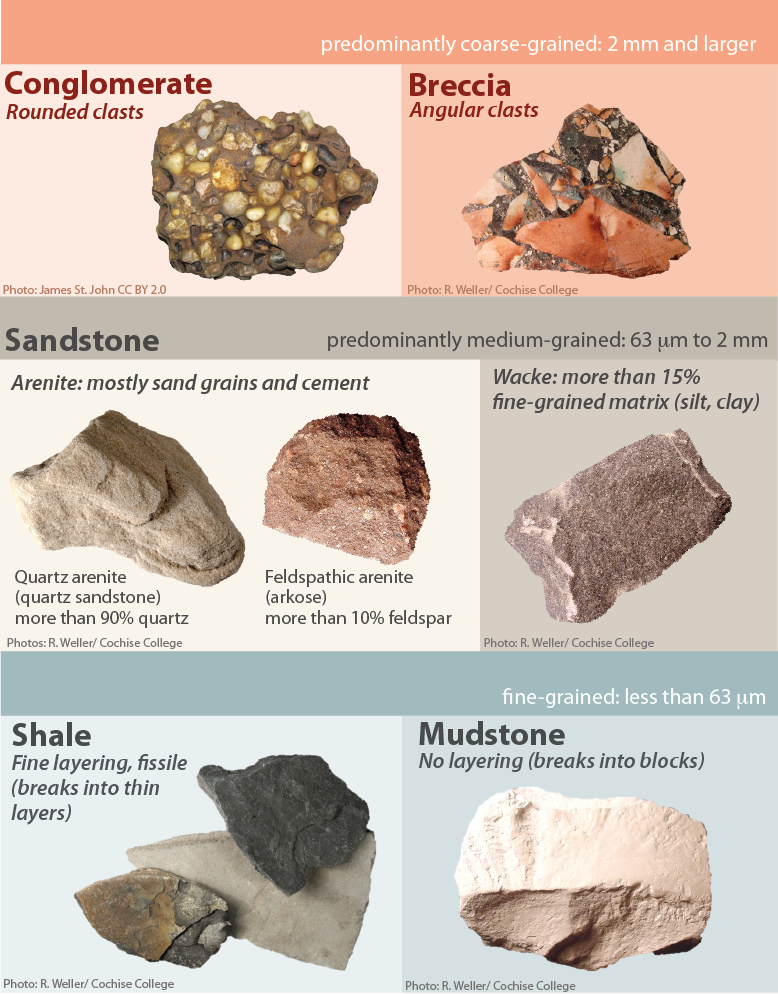 predominantly coarse-grained: 2 mm and larger
Conglomerate
Rounded clasts
Photo: James St. John CC BY 2.0
Breccia
Angular clasts
Photo: R. Weller/ Cochise College
Sandstone
predominantly medium-grained: 63 µm to 2 mm
Arenite: mostly sand grains and cement
Quartz arenite
(quartz sandstone)
more than 90% quartz
Feldspathic arenite
(arkose)
more than 10% feldspar
Photos: R. Weller/ Cochise College
Wacke: more than 15%
fine-grained matrix (silt, clay)
Photo: R. Weller/ Cochise College
fine-grained: less than 63 µm
Shale
Fine layering, fissile
(breaks into thin
layers)
Photo: R. Weller/ Cochise College
Mudstone
No layering (breaks into blocks)
Photo: R. Weller/ Cochise College